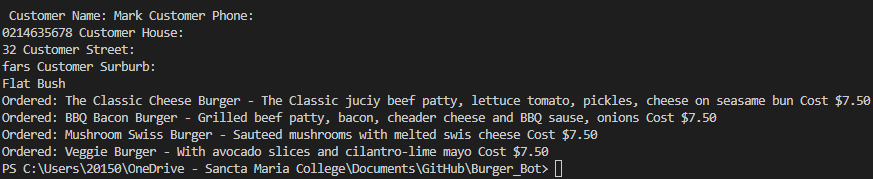 Customer Name: Mark Customer Phone:
0214635678 Customer House:
32 Customer Street:
fars Customer Surburb:
Flat Bush
Ordered: The Classic Cheese Burger - The Classic juciy beef patty, lettuce tomato, pickles, cheese on seasame bun Cost $7.50
Ordered: BBQ Bacon Burger - Grilled beef patty, bacon, cheader cheese and BBQ sause, onions Cost $7.50
Ordered: Mushroom Swiss Burger - Sauteed mushrooms with melted swis cheese Cost $7.50
Ordered: Veggie Burger - With avocado slices and cilantro-lime mayo Cost $7.50
PS C:\Users\20150\OneDrive - Sancta Maria College\Documents\GitHub\Burger_Bot>